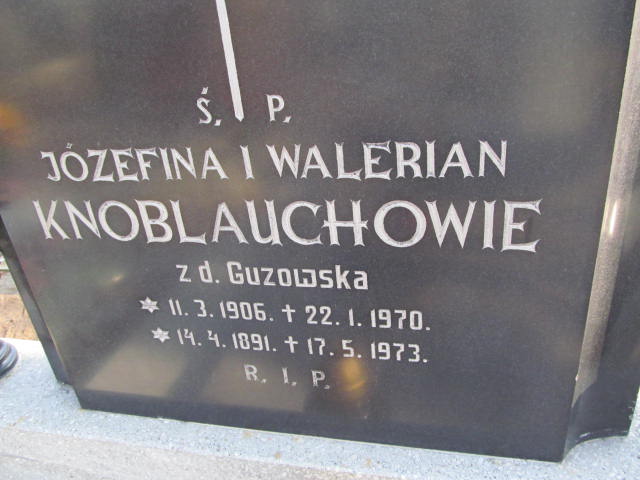 Ś. P.
JÓZEFINA I WALERIAN
KNOBLAUCHOWIE
z d. Guzowska
* 11. 3. 1906. † 22. 1. 1970.
* 14. 4. 1891. † 17. 5. 1973.
R. I. P.